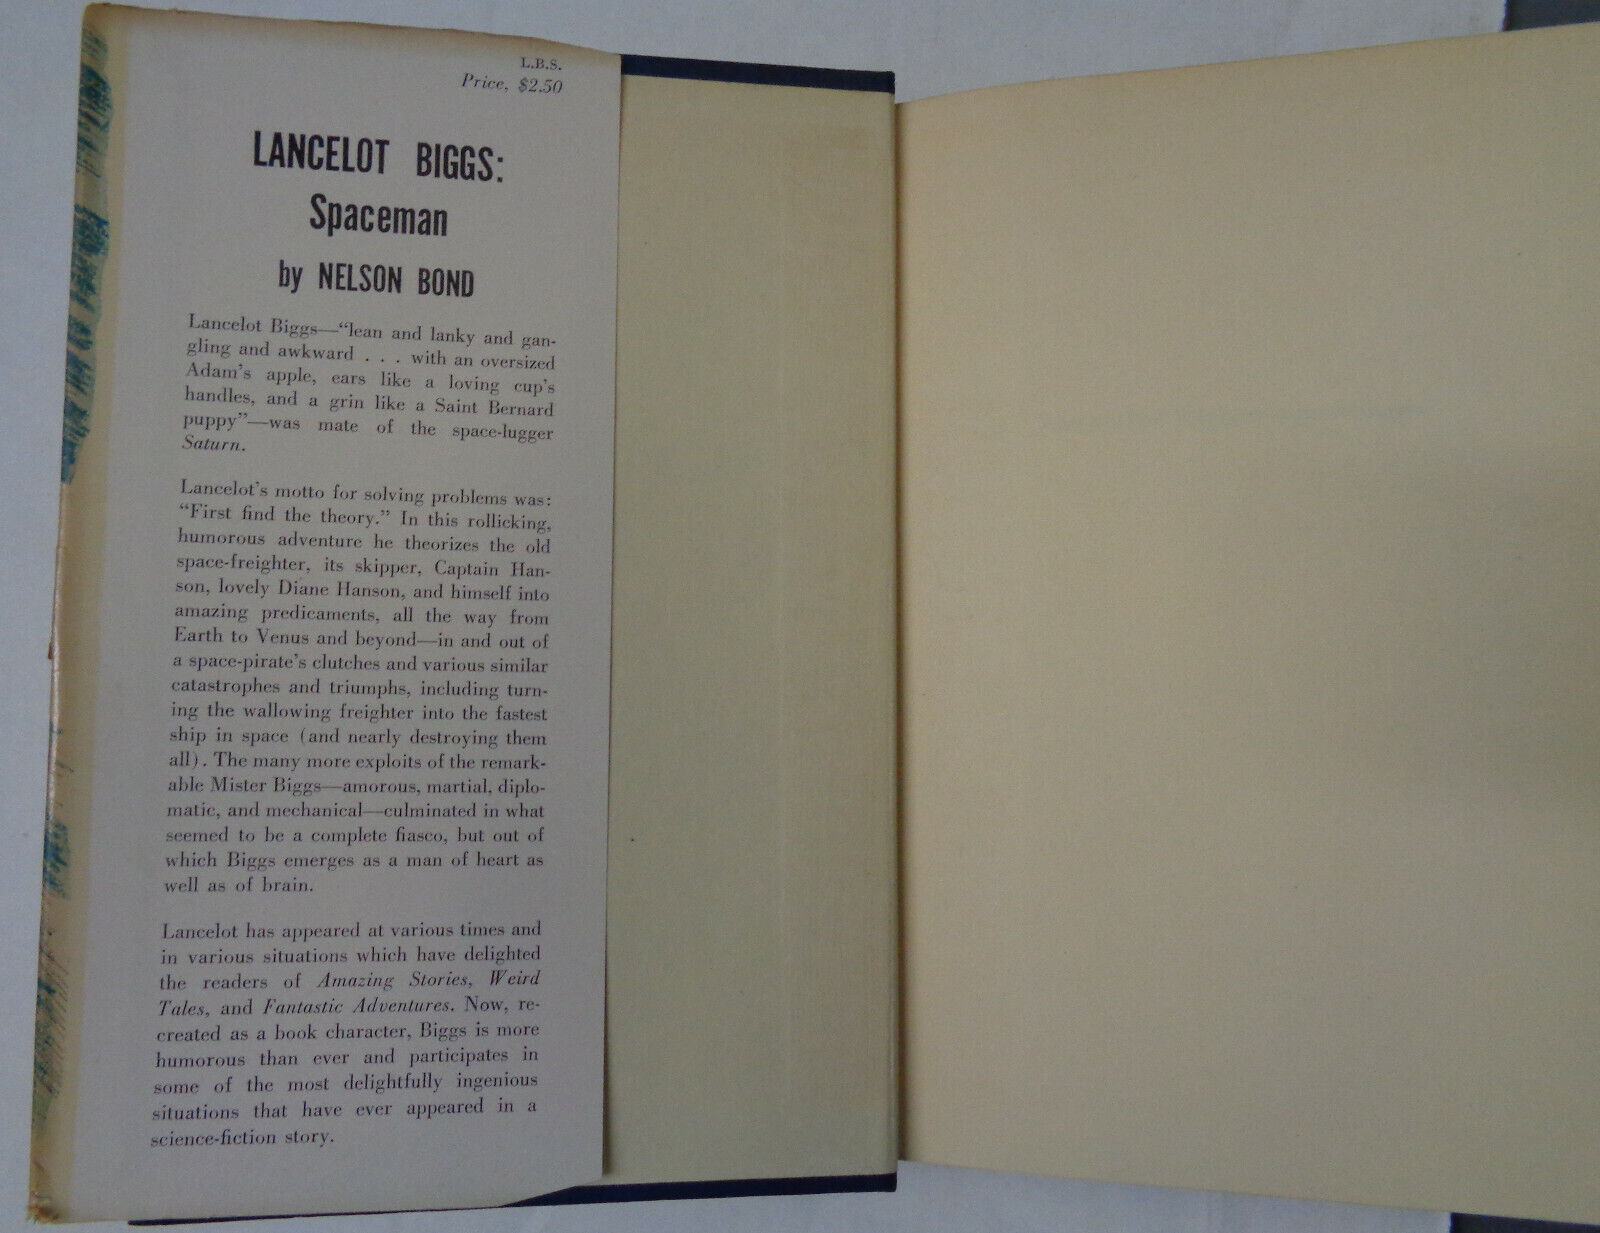 L.B.S.
Price, $2.50
LANCELOT BIGGS:
Spaceman
by NELSON BOND
Lancelot Biggs—“lean and lanky and gan-
gling and awkward . . . with an oversized
Adam’s apple, ears like a loving cup’s
handles, and a grin like a Saint Bernard
puppy”—was mate of the space-lugger
Saturn.
Lancelot’s motto for solving problems was:
“First find the theory.” In this rollicking,
humorous adventure he theorizes the old
space-freighter, its skipper, Captain Han-
son, lovely Diane Hanson, and himself into
amazing predicaments, all the way from
Earth to Venus and beyond—in and out of
a space-pirate’s clutches and various similar
catastrophes and triumphs, including turn-
ing the wallowing freighter into the fastest
ship in space (and nearly destroying them
all). The many more exploits of the remark-
able Mister Biggs—amorous, martial, diplo-
matic, and mechanical—culminated in what
seemed to be a complete fiasco, but out of
which Biggs emerges as a man of heart as
well as of brain.
Lancelot has appeared at various times and
in various situations which have delighted
the readers of Amazing Stories, Weird
Tales, and Fantastic Adventures. Now, re-
created as a book character, Biggs is more
humorous than ever and participates in
some of the most delightfully ingenious
situations that have ever appeared in a
science-fiction story.